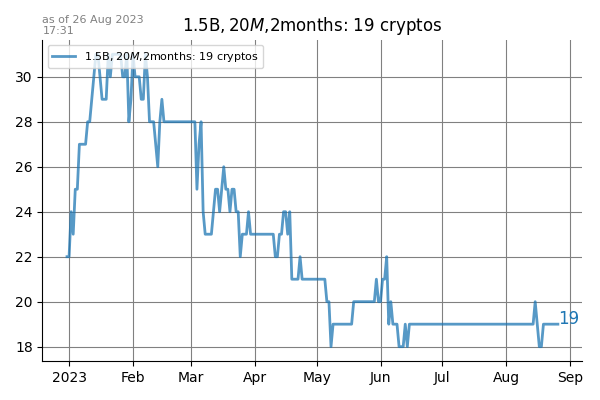 as of 26 Aug 2023
17:31
1.5B, 20M,2months: 19 cryptos
1.5B, 20M,2months: 19 cryptos
30
28
26
24
22
20
18
19
2023 Feb Mar Apr May Jun Jul Aug Sep